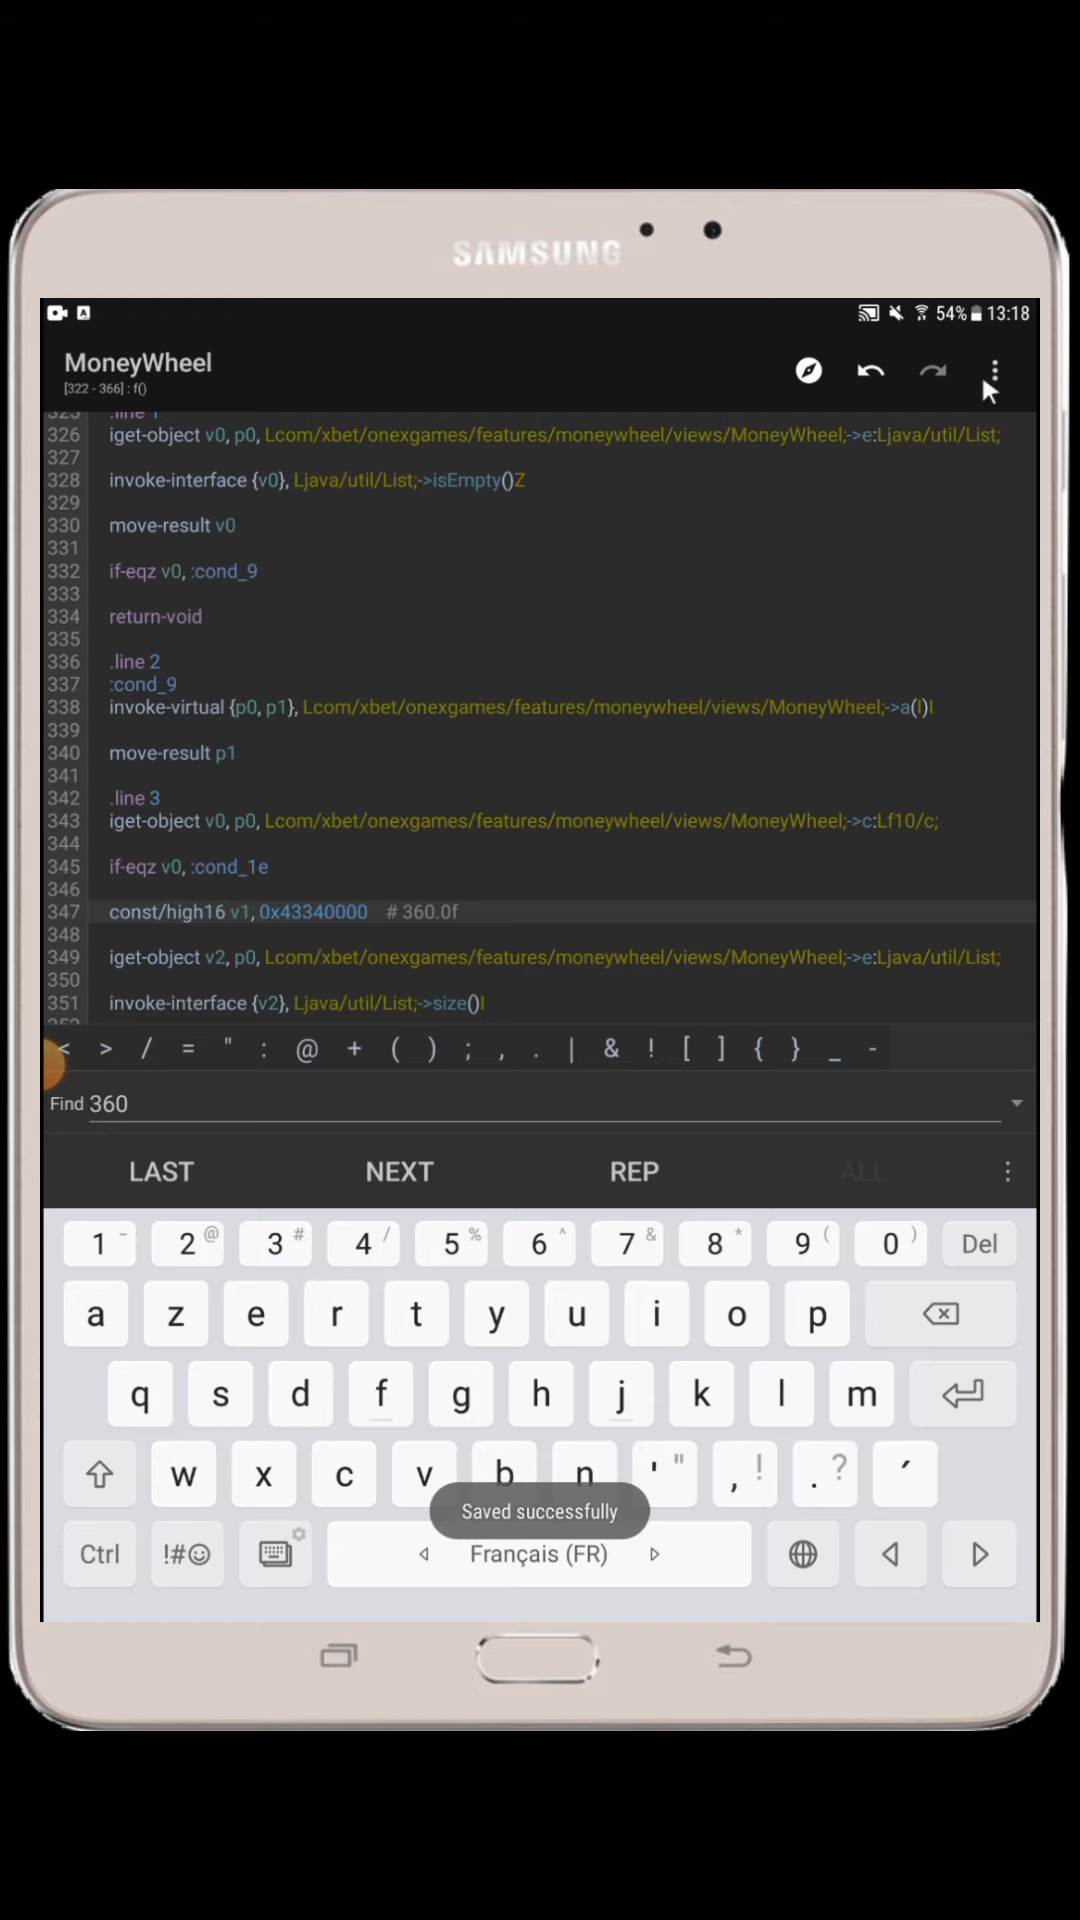 SAMSUNG
54% 13:18
MoneyWheel
[322 - 366] : f()
325 .line 1
326 iget-object v0, p0, Lcom/xbet/onexgames/features/moneywheel/views/MoneyWheel;->e:Ljava/util/List;
327
328 invoke-interface {v0}, Ljava/util/List;->isEmpty()Z
329
330 move-result v0
331
332 if-eqz v0, :cond_9
333
334 return-void
335
336 .line 2
337 :cond_9
338 invoke-virtual {p0, p1}, Lcom/xbet/onexgames/features/moneywheel/views/MoneyWheel;->a(I)I
339
340 move-result p1
341
342 .line 3
343 iget-object v0, p0, Lcom/xbet/onexgames/features/moneywheel/views/MoneyWheel;->c:Lf10/c;
344
345 if-eqz v0, :cond_1e
346
347 const/high16 v1, 0x43340000 # 360.0f
348
349 iget-object v2, p0, Lcom/xbet/onexgames/features/moneywheel/views/MoneyWheel;->e:Ljava/util/List;
350
351 invoke-interface {v2}, Ljava/util/List;->size()I
< > / = " : @ + ( ) ; , . | & ! [ ] { } _ -
Find 360
LAST NEXT REP ALL
1 - 2 @ 3 # 4 / 5 % 6 ^ 7 & 8 * 9 ( 0 ) Del
a z e r t y u i o p
q s d f g h j k l m
w x c v b n ' " , ! . ? ´
Saved successfully
Ctrl !#☺ Français (FR)